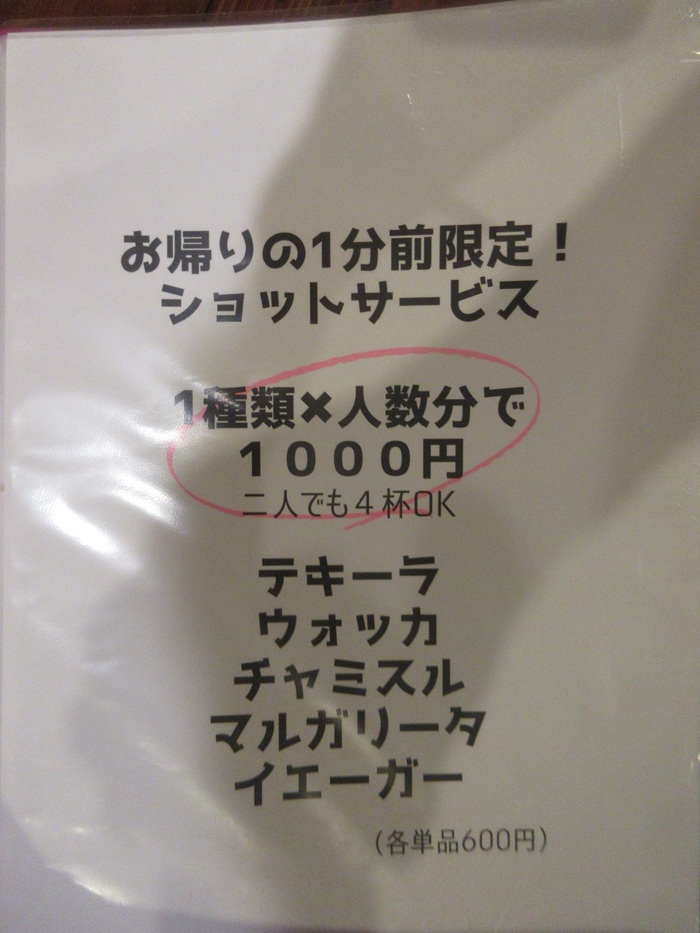 お帰りの1分前限定！
ショットサービス
1種類✖人数分で
１０００円
二人でも４杯OK
テキーラ
ウォッカ
チャミスル
マルガリータ
イエーガー
（各単品600円）